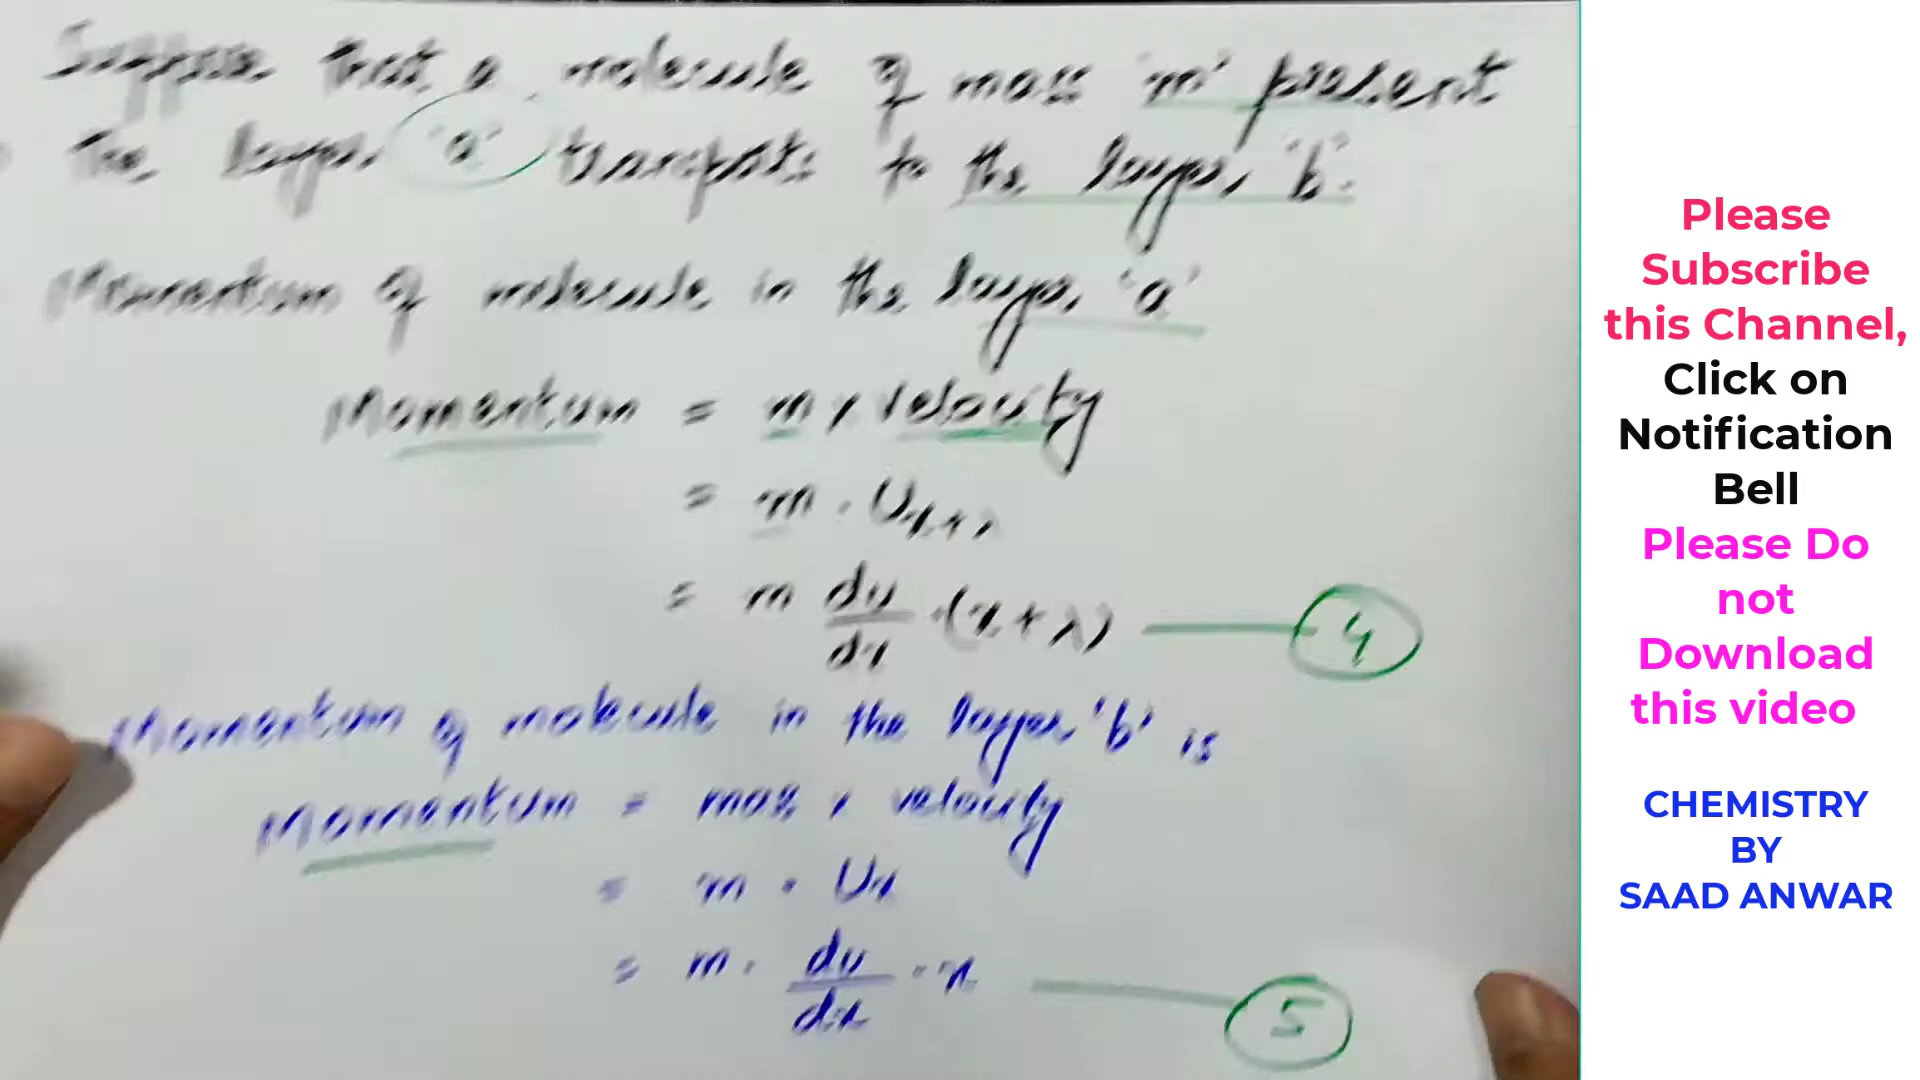 Suppose that a molecule of mass 'm' present
the layer 'a' transports to the layer 'b'.
Momentum of molecule in the layer 'a'
Momentum = m x velocity
= m . Ux+λ
= m du/dx .(x+λ) — 4
Momentum of molecule in the layer 'b' is
Momentum = mass x velocity
= m . Ux
= m . du/dx . x — 5
Please
Subscribe
this Channel,
Click on
Notification
Bell
Please Do
not
Download
this video
CHEMISTRY
BY
SAAD ANWAR